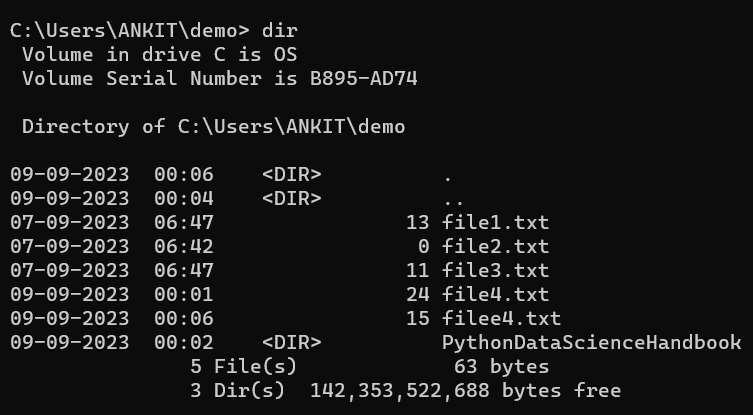 C:\Users\ANKIT\demo> dir
 Volume in drive C is OS
 Volume Serial Number is B895-AD74

 Directory of C:\Users\ANKIT\demo

09-09-2023  00:06    <DIR>          .
09-09-2023  00:04    <DIR>          ..
07-09-2023  06:47                13 file1.txt
07-09-2023  06:42                 0 file2.txt
07-09-2023  06:47                11 file3.txt
09-09-2023  00:01                24 file4.txt
09-09-2023  00:06                15 filee4.txt
09-09-2023  00:02    <DIR>          PythonDataScienceHandbook
               5 File(s)             63 bytes
               3 Dir(s)  142,353,522,688 bytes free